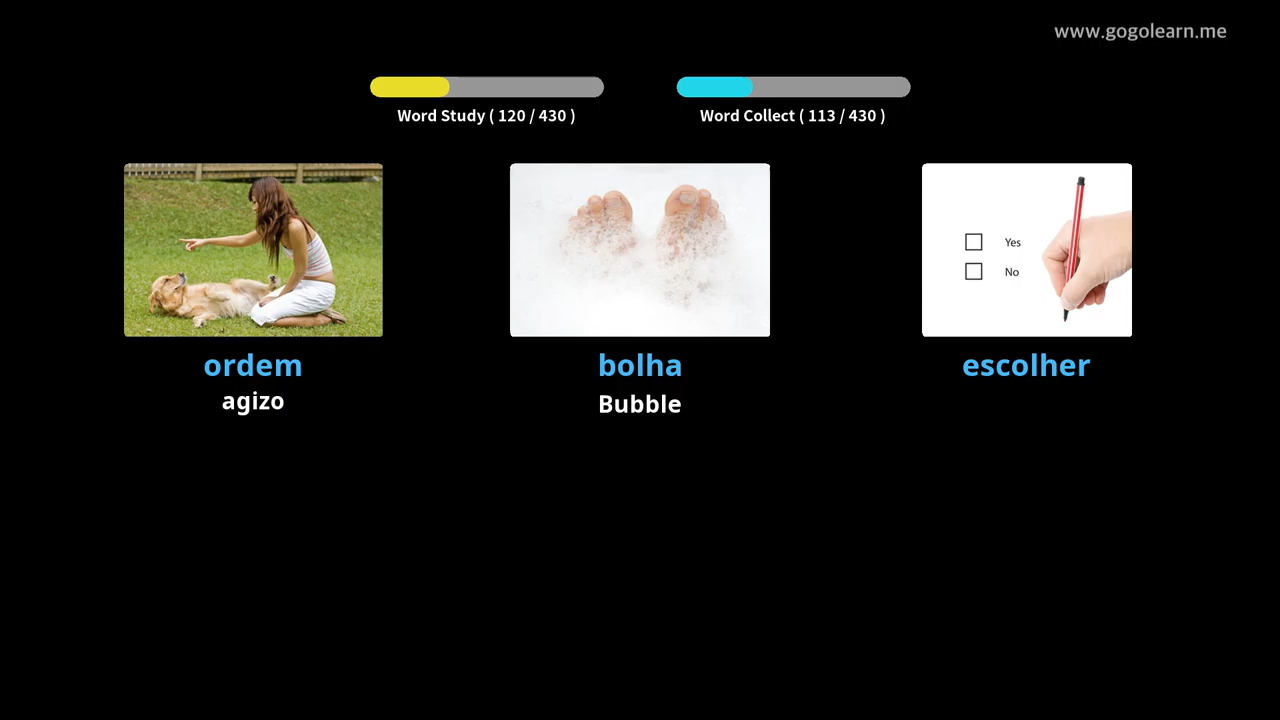 www.gogolearn.me
Word Study ( 120 / 430 )
Word Collect ( 113 / 430 )
Yes
No
ordem
bolha
escolher
agizo
Bubble